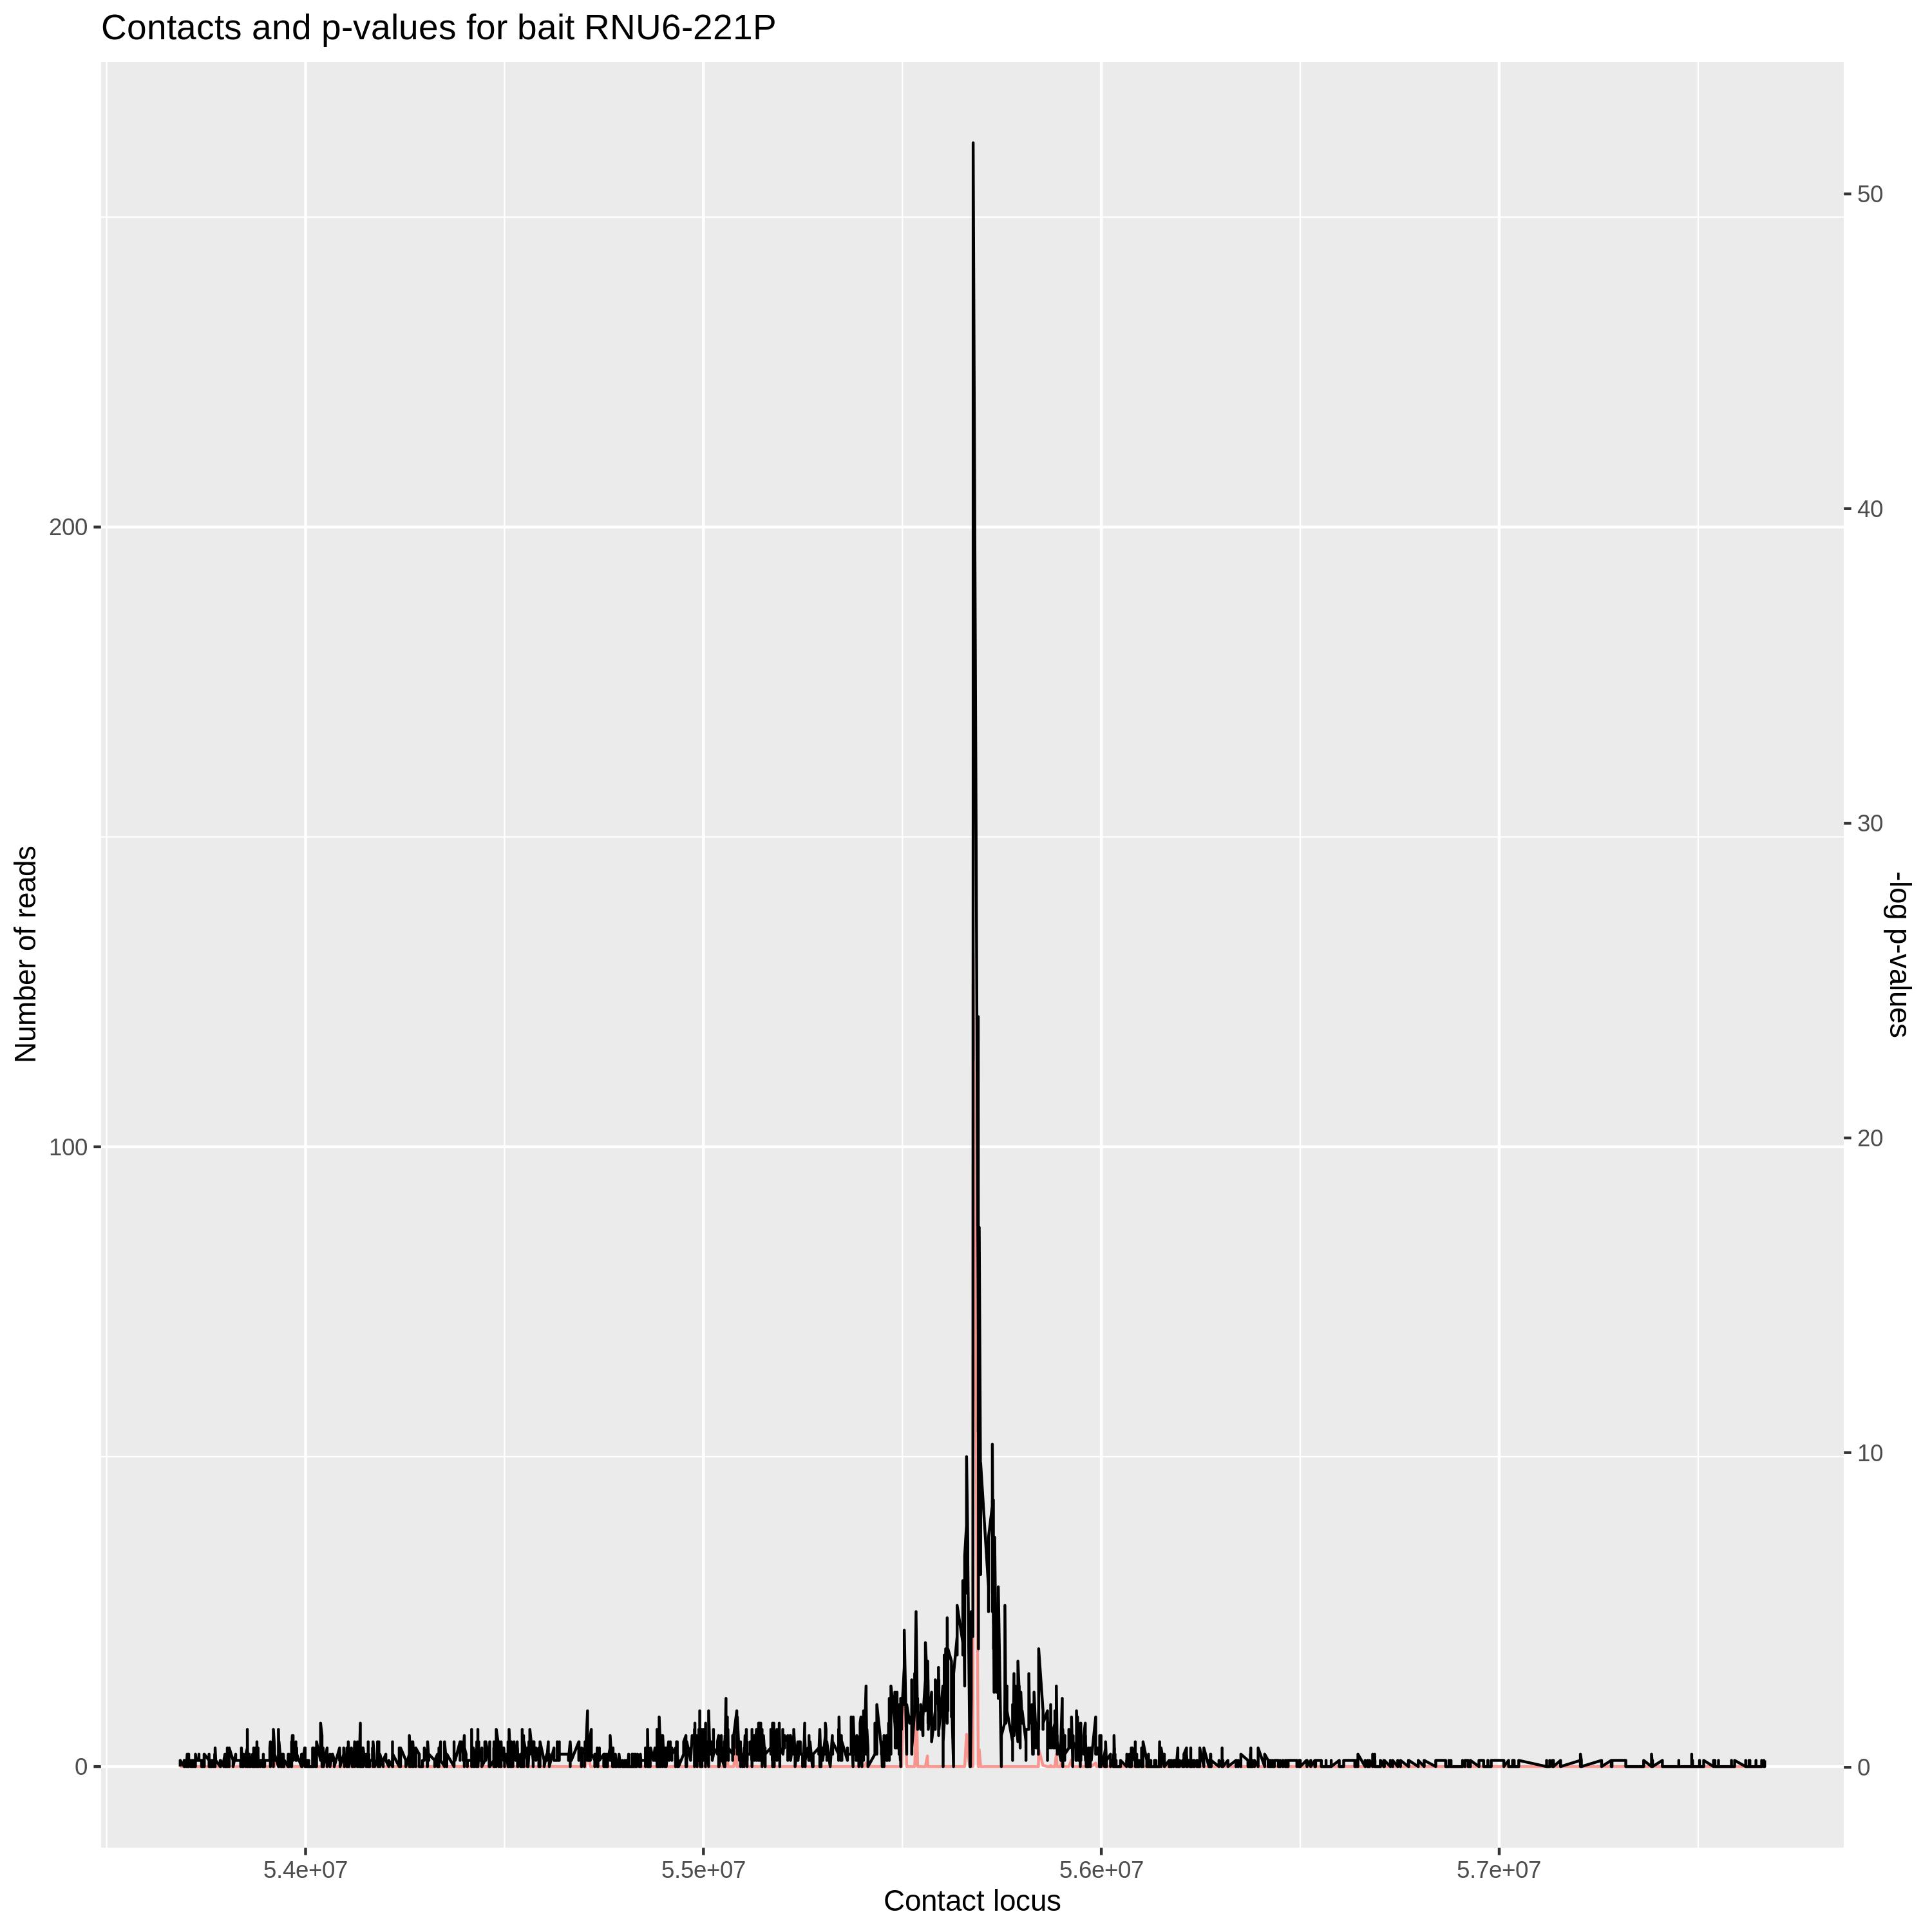 Contacts and p-values for bait RNU6-221P
Number of reads
200
100
0
50
40
30
20
10
0
-log p-values
5.4e+07
5.5e+07
5.6e+07
5.7e+07
Contact locus